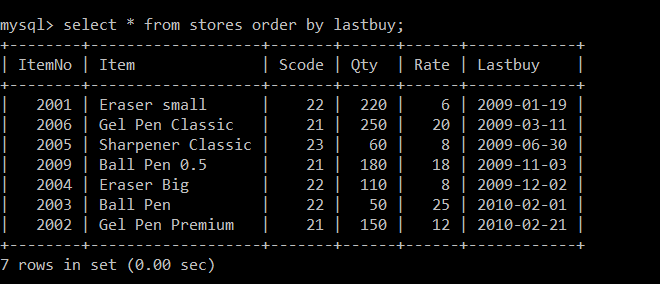 mysql> select * from stores order by lastbuy;
+--------+-------------------+-------+------+------+------------+
| ItemNo | Item              | Scode | Qty  | Rate | Lastbuy    |
+--------+-------------------+-------+------+------+------------+
|   2001 | Eraser small      |    22 |  220 |    6 | 2009-01-19 |
|   2006 | Gel Pen Classic   |    21 |  250 |   20 | 2009-03-11 |
|   2005 | Sharpener Classic |    23 |   60 |    8 | 2009-06-30 |
|   2009 | Ball Pen 0.5      |    21 |  180 |   18 | 2009-11-03 |
|   2004 | Eraser Big        |    22 |  110 |    8 | 2009-12-02 |
|   2003 | Ball Pen          |    22 |   50 |   25 | 2010-02-01 |
|   2002 | Gel Pen Premium   |    21 |  150 |   12 | 2010-02-21 |
+--------+-------------------+-------+------+------+------------+
7 rows in set (0.00 sec)